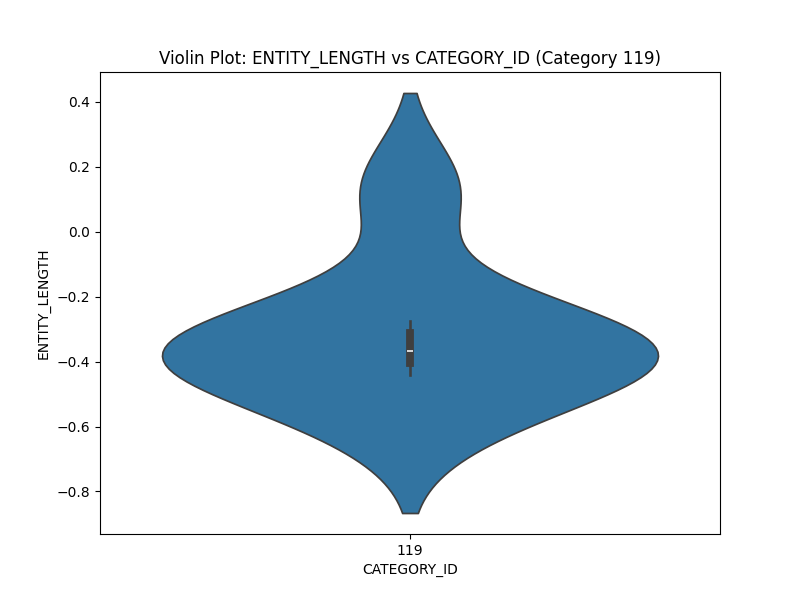 Violin Plot: ENTITY_LENGTH vs CATEGORY_ID (Category 119)
0.4
0.2
0.0
−0.2
−0.4
−0.6
−0.8
ENTITY_LENGTH
119
CATEGORY_ID